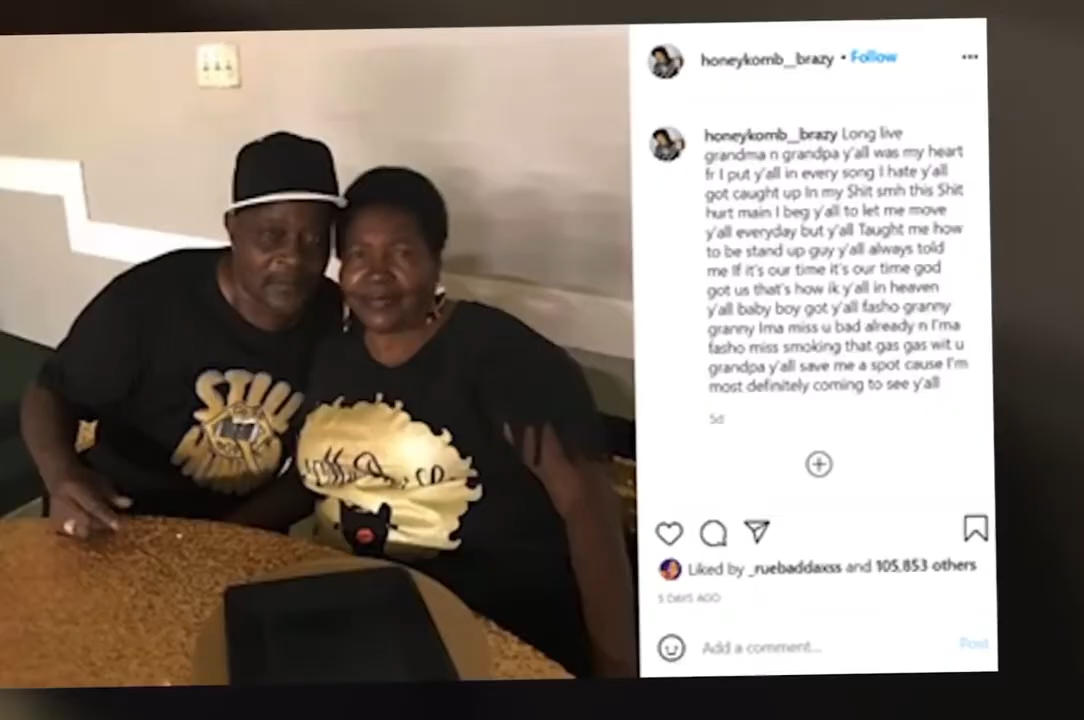 honeykomb__brazy • Follow
honeykomb__brazy Long live
grandma n grandpa y'all was my heart
fr I put y'all in every song I hate y'all
got caught up In my Shit smh this Shit
hurt main I beg y'all to let me move
y'all everyday but y'all Taught me how
to be stand up guy y'all always told
me If it's our time it's our time god
got us that's how ik y'all in heaven
y'all baby boy got y'all fasho granny
granny Ima miss u bad already n I'ma
fasho miss smoking that gas gas wit u
grandpa y'all save me a spot cause I'm
most definitely coming to see y'all
5d
Liked by _ruebaddaxss and 105,853 others
5 DAYS AGO
Add a comment...
Post
STILL